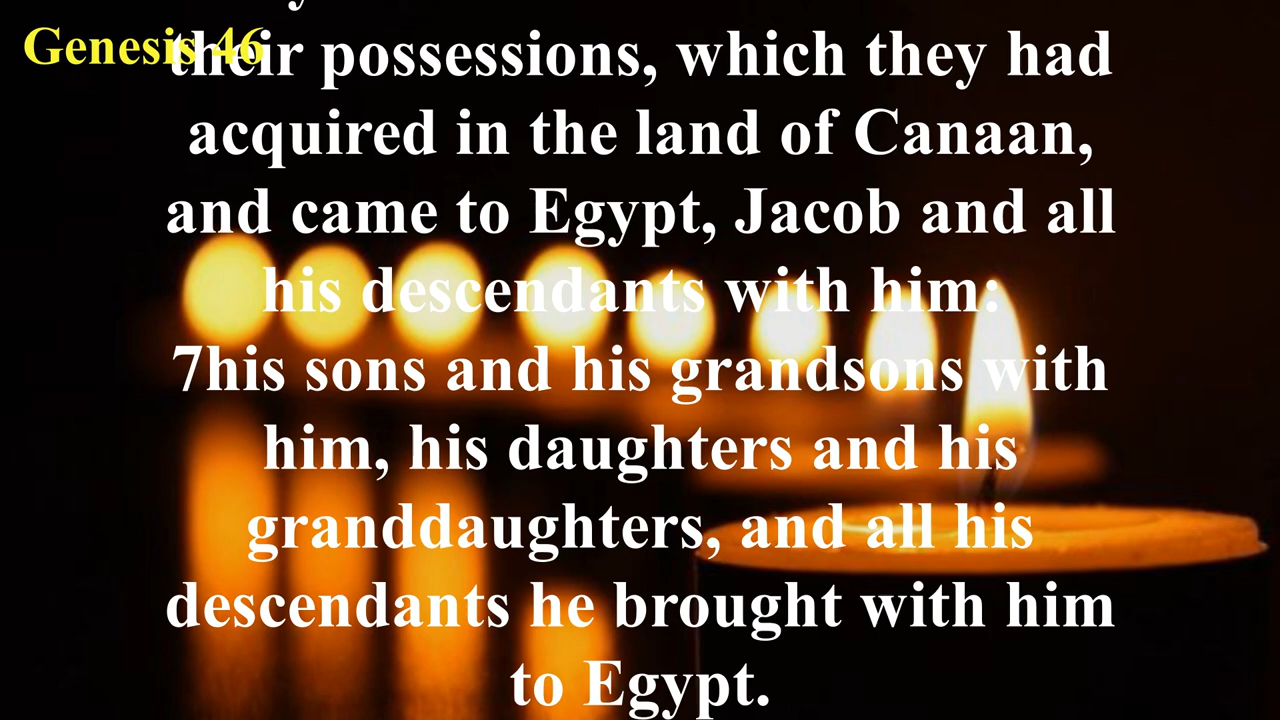 Genesis 46
their possessions, which they had
acquired in the land of Canaan,
and came to Egypt, Jacob and all
his descendants with him:
7his sons and his grandsons with
him, his daughters and his
granddaughters, and all his
descendants he brought with him
to Egypt.